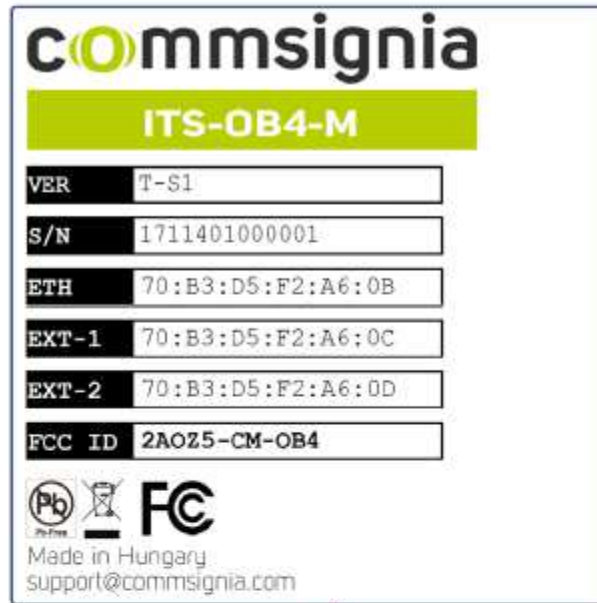 commsignia
ITS-OB4-M
VER T-S1
S/N 1711401000001
ETH 70:B3:D5:F2:A6:0B
EXT-1 70:B3:D5:F2:A6:0C
EXT-2 70:B3:D5:F2:A6:0D
FCC ID 2AOZ5-CM-OB4
Pb
Pb-Free
FC
Made in Hungary
support@commsignia.com